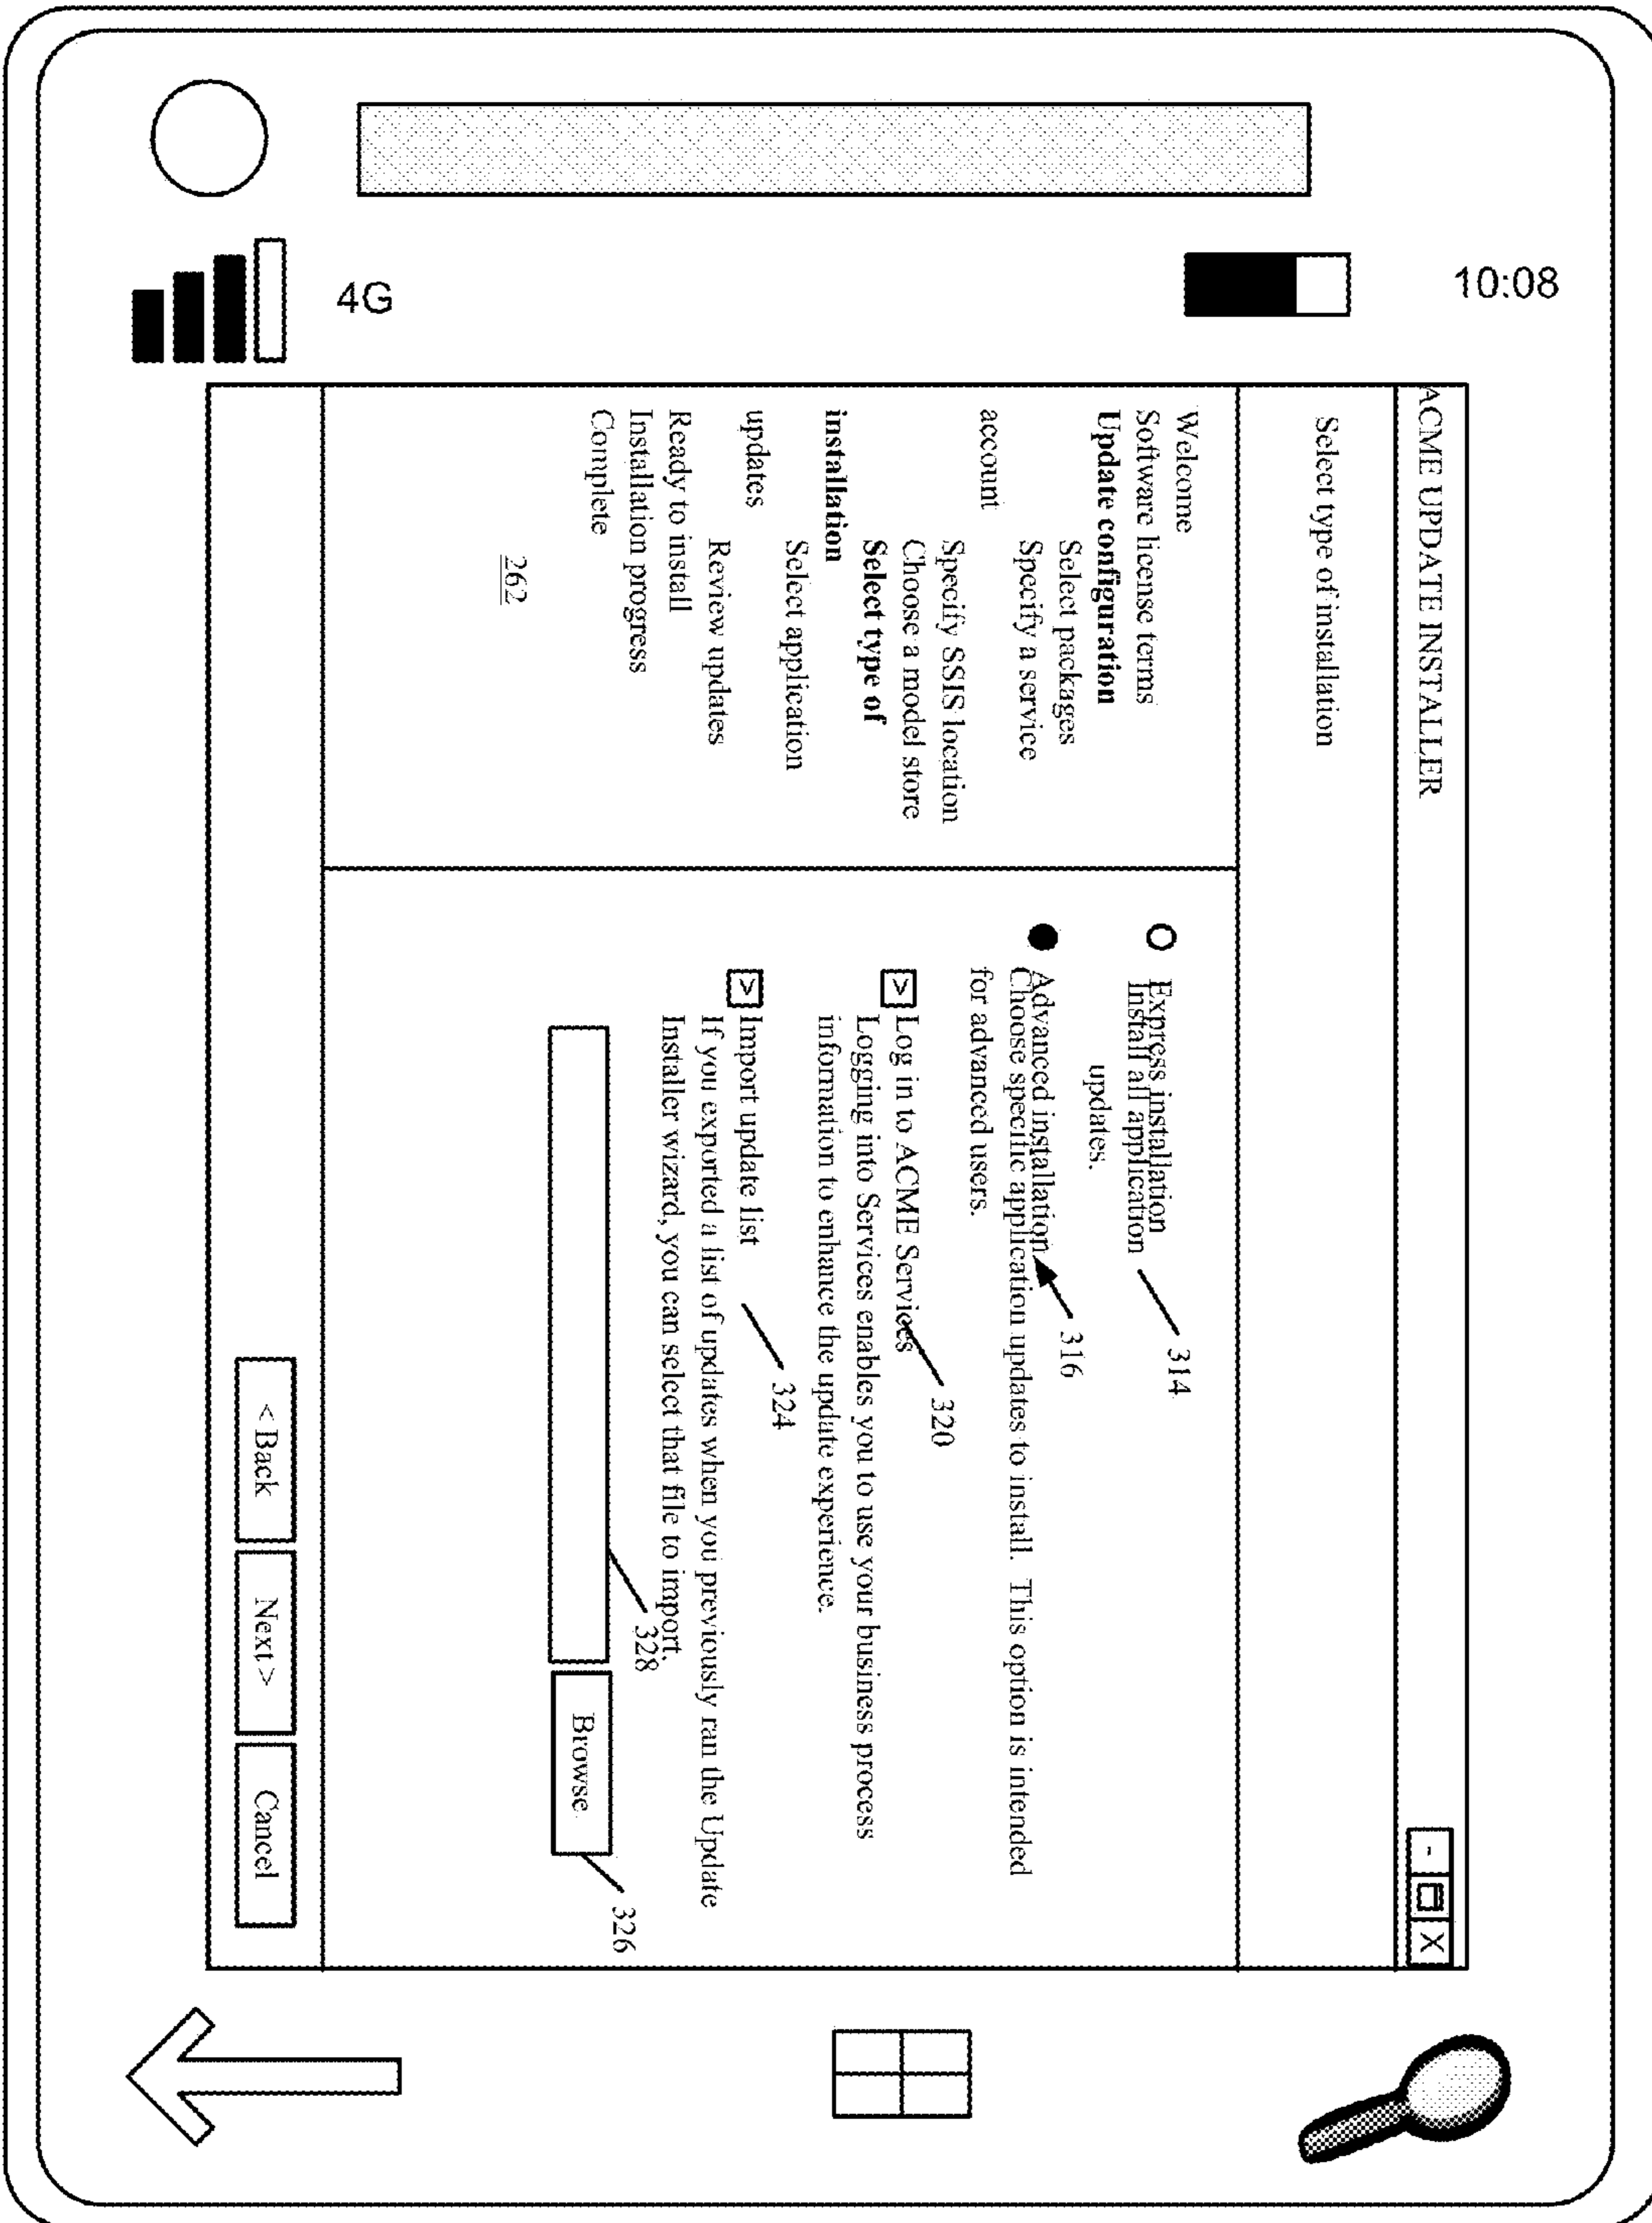 4G
10:08
ACME UPDATE INSTALLER
- X
Select type of installation
Welcome
Software license terms
Update configuration
Select packages
Specify a service
account
Specify SSIS location
Choose a model store
Select type of
installation
Select application
updates
Review updates
Ready to install
Installation progress
Complete
262
Express installation
Install all application
updates.
314
Advanced installation
316
Choose specific application updates to install. This option is intended
for advanced users.
> Log in to ACME Services
320
Logging into Services enables you to use your business process
information to enhance the update experience.
> Import update list
324
If you exported a list of updates when you previously ran the Update
Installer wizard, you can select that file to import.
328
Browse
326
< Back
Next >
Cancel